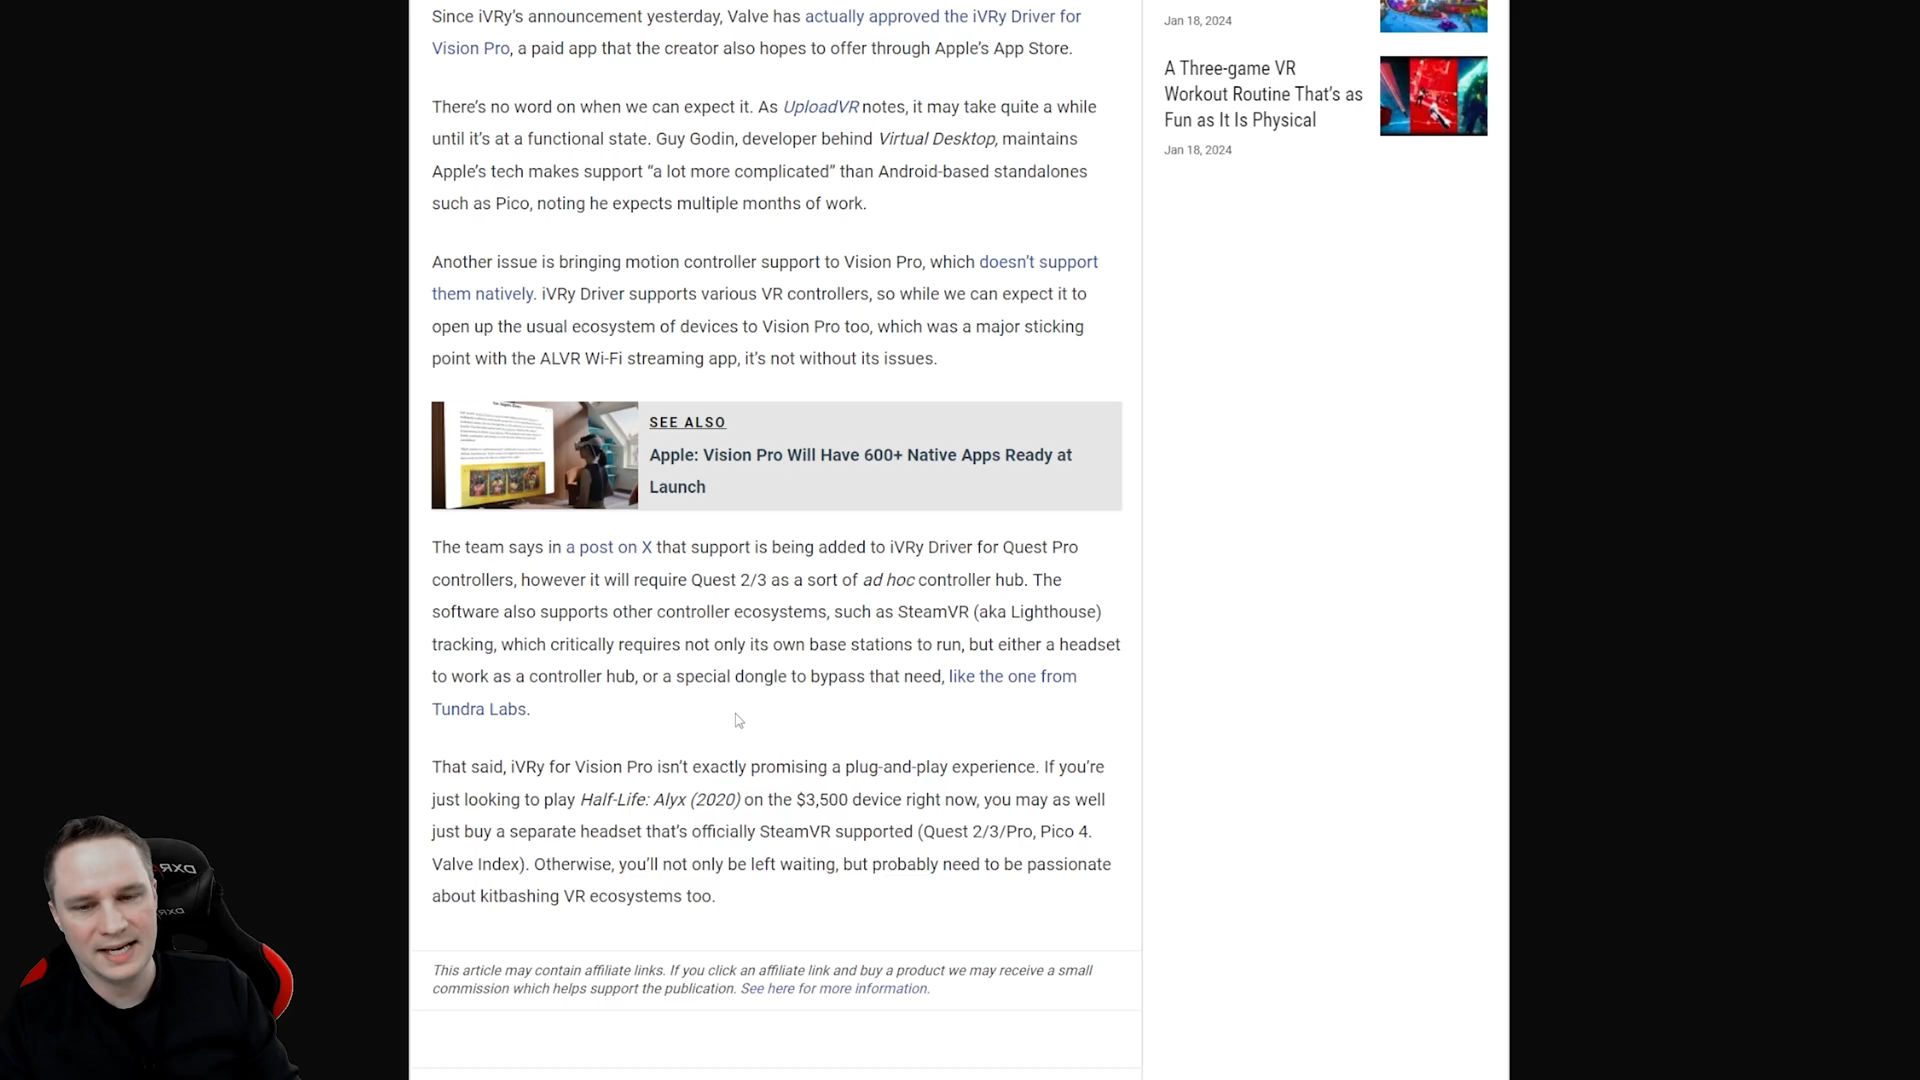 Since iVRy’s announcement yesterday, Valve has actually approved the iVRy Driver for
Vision Pro, a paid app that the creator also hopes to offer through Apple’s App Store.
There’s no word on when we can expect it. As UploadVR notes, it may take quite a while
until it’s at a functional state. Guy Godin, developer behind Virtual Desktop, maintains
Apple’s tech makes support “a lot more complicated” than Android-based standalones
such as Pico, noting he expects multiple months of work.
Another issue is bringing motion controller support to Vision Pro, which doesn’t support
them natively. iVRy Driver supports various VR controllers, so while we can expect it to
open up the usual ecosystem of devices to Vision Pro too, which was a major sticking
point with the ALVR Wi-Fi streaming app, it’s not without its issues.
SEE ALSO
Apple: Vision Pro Will Have 600+ Native Apps Ready at
Launch
The team says in a post on X that support is being added to iVRy Driver for Quest Pro
controllers, however it will require Quest 2/3 as a sort of ad hoc controller hub. The
software also supports other controller ecosystems, such as SteamVR (aka Lighthouse)
tracking, which critically requires not only its own base stations to run, but either a headset
to work as a controller hub, or a special dongle to bypass that need, like the one from
Tundra Labs.
That said, iVRy for Vision Pro isn’t exactly promising a plug-and-play experience. If you’re
just looking to play Half-Life: Alyx (2020) on the $3,500 device right now, you may as well
just buy a separate headset that’s officially SteamVR supported (Quest 2/3/Pro, Pico 4.
Valve Index). Otherwise, you’ll not only be left waiting, but probably need to be passionate
about kitbashing VR ecosystems too.
This article may contain affiliate links. If you click an affiliate link and buy a product we may receive a small
commission which helps support the publication. See here for more information.
Jan 18, 2024
A Three-game VR
Workout Routine That’s as
Fun as It Is Physical
Jan 18, 2024